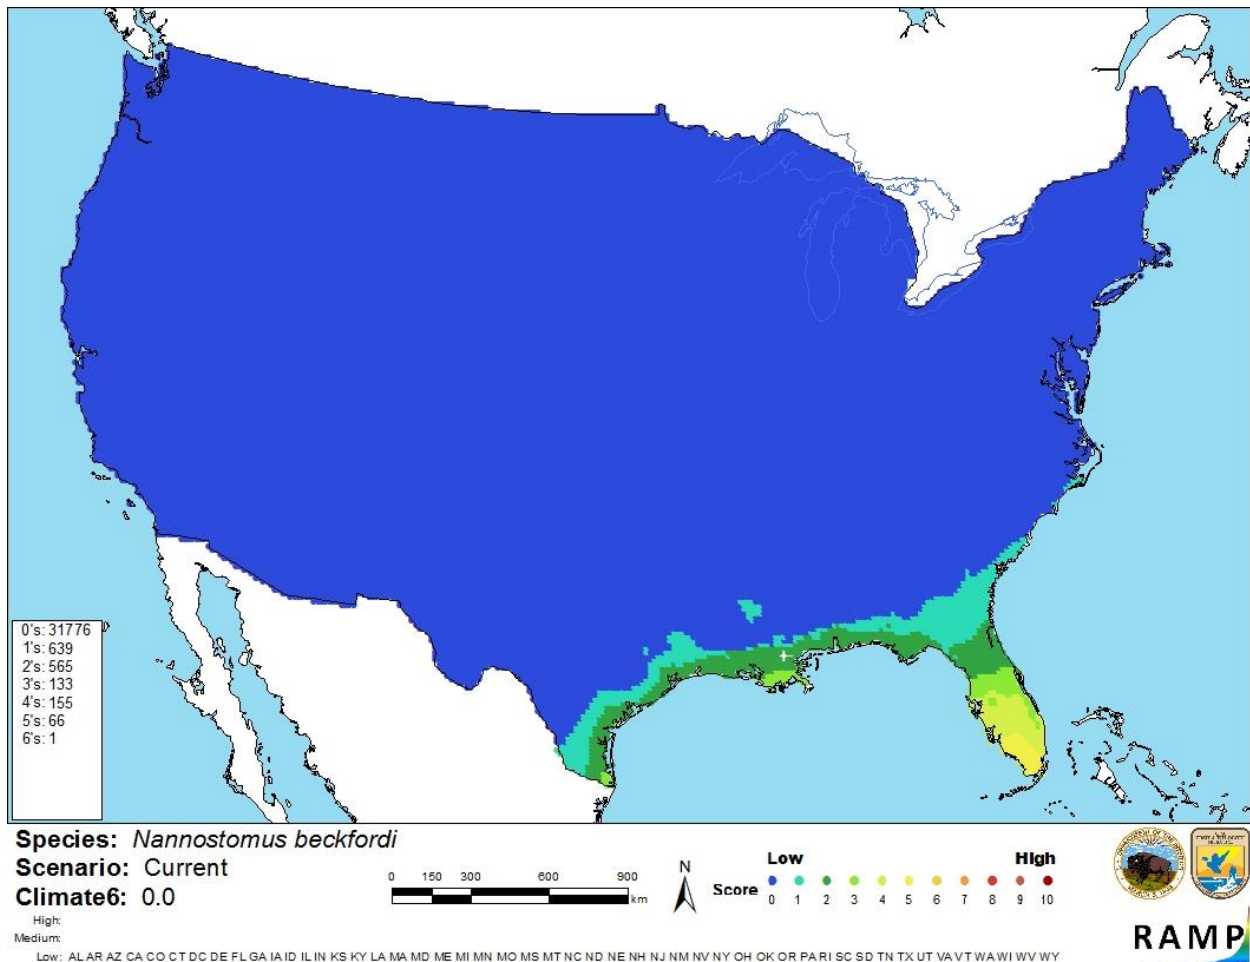 0's: 31776
1's: 639
2's: 565
3's: 133
4's: 155
5's: 66
6's: 1
Species: Nannostomus beckfordi
Scenario: Current
Climate6: 0.0
High:
Medium:
Low: AL AR AZ CA CO CT DC DE FL GA IA ID IL IN KS KY LA MA MD ME MI MN MO MS MT NC ND NE NH NJ NM NV NY OH OK OR PA RI SC SD TN TX UT VA VT WA WI WV WY
0 150 300 600 900
km
N
Low High
Score 0 1 2 3 4 5 6 7 8 9 10
RAMP